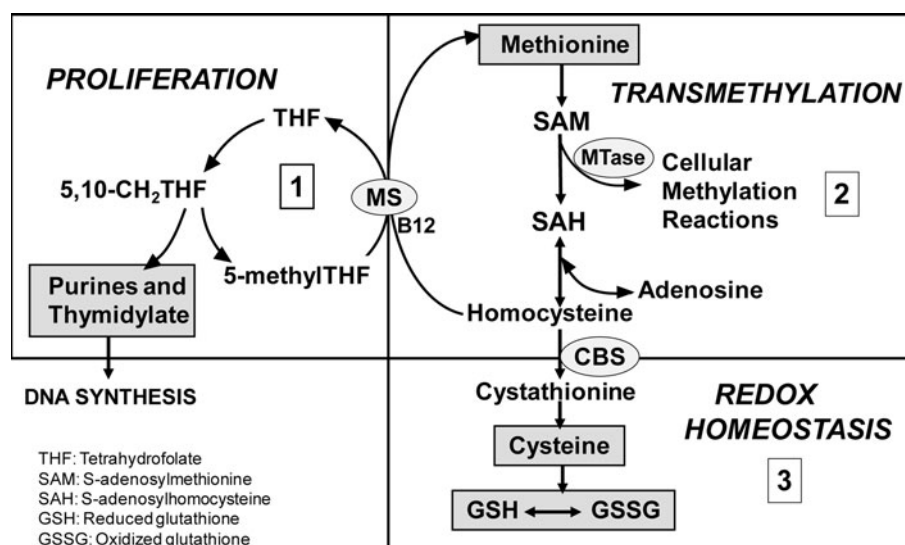 PROLIFERATION
THF
5,10-CH₂THF
1
5-methylTHF
MS
B12
Purines and
Thymidylate
DNA SYNTHESIS
Methionine
TRANSMETHYLATION
SAM
MTase
Cellular
Methylation
Reactions
2
SAH
Adenosine
Homocysteine
CBS
Cystathionine
REDOX
HOMEOSTASIS
3
Cysteine
GSH
GSSG
THF: Tetrahydrofolate
SAM: S-adenosylmethionine
SAH: S-adenosylhomocysteine
GSH: Reduced glutathione
GSSG: Oxidized glutathione